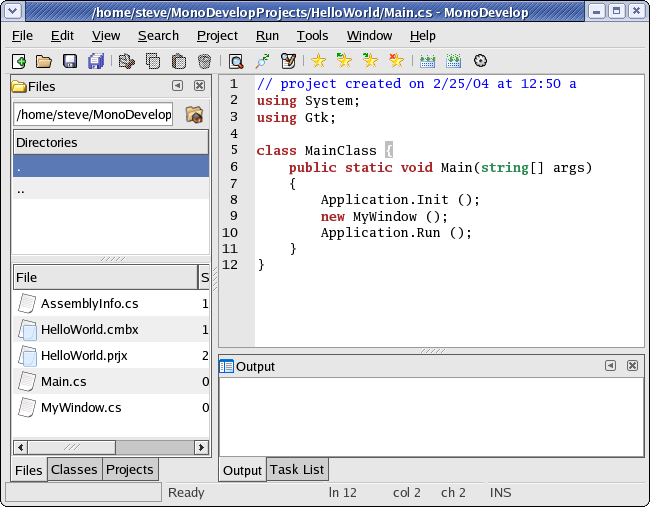 /home/steve/MonoDevelopProjects/HelloWorld/Main.cs - MonoDevelop
File Edit View Search Project Run Tools Window Help
Files
/home/steve/MonoDevelop
Directories
.
..
File S
AssemblyInfo.cs 1
HelloWorld.cmbx 1
HelloWorld.prjx 2
Main.cs 0
MyWindow.cs 0
Files Classes Projects
1 // project created on 2/25/04 at 12:50 a
2 using System;
3 using Gtk;
4
5 class MainClass {
6 public static void Main(string[] args)
7 {
8 Application.Init ();
9 new MyWindow ();
10 Application.Run ();
11 }
12 }
Output
Output Task List
Ready ln 12 col 2 ch 2 INS